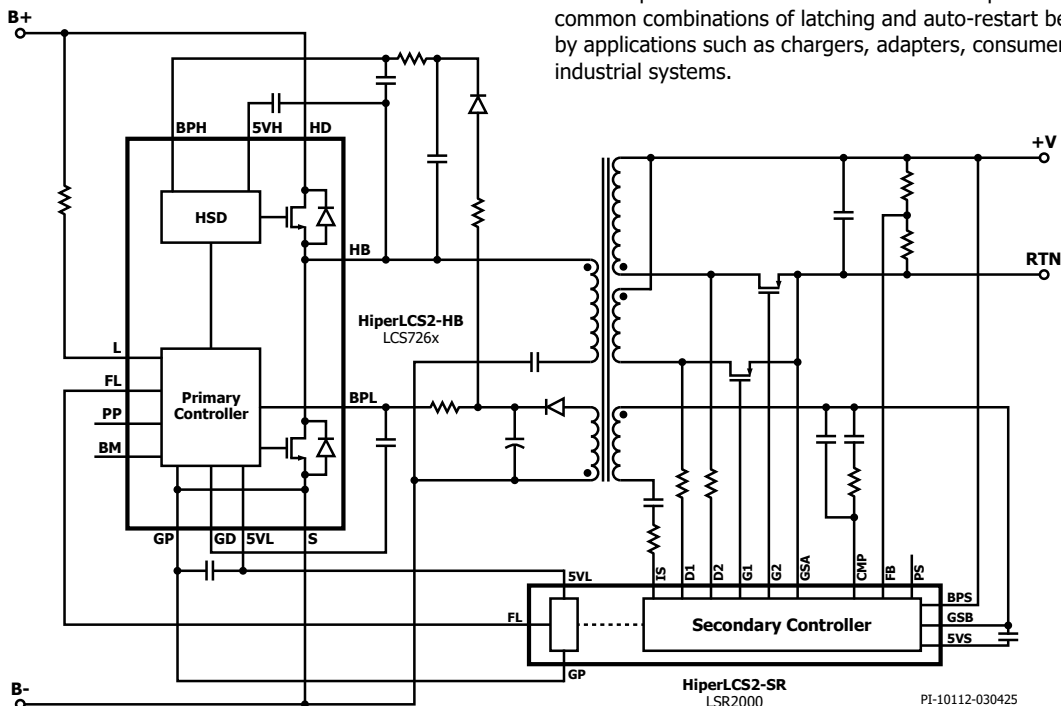 common combinations of latching and auto-restart be
by applications such as chargers, adapters, consumer
industrial systems.
B+
BPH 5VH HD
+V
HSD
HB
RTN
HiperLCS2-HB
LCS726x
L
FL
Primary
Controller
BPL
PP
BM
GP GD 5VL S
IS D1 D2 G1 G2 GSA CMP FB PS
5VL
BPS
FL
Secondary Controller
GSB
5VS
GP
B-
HiperLCS2-SR
LSR2000
PI-10112-030425